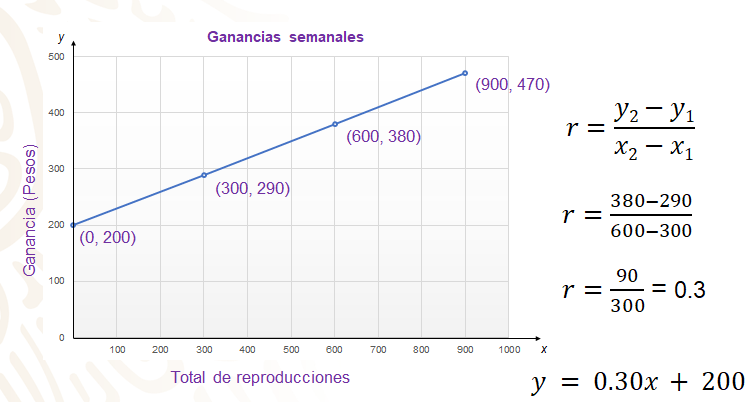 y
Ganancias semanales
500
400
300
200
100
0
(900, 470)
(600, 380)
(300, 290)
(0, 200)
Ganancia (Pesos)
100 200 300 400 500 600 700 800 900 1000 x
Total de reproducciones
r = y₂ − y₁ / x₂ − x₁
r = 380−290 / 600−300
r = 90 / 300 = 0.3
y = 0.30x + 200